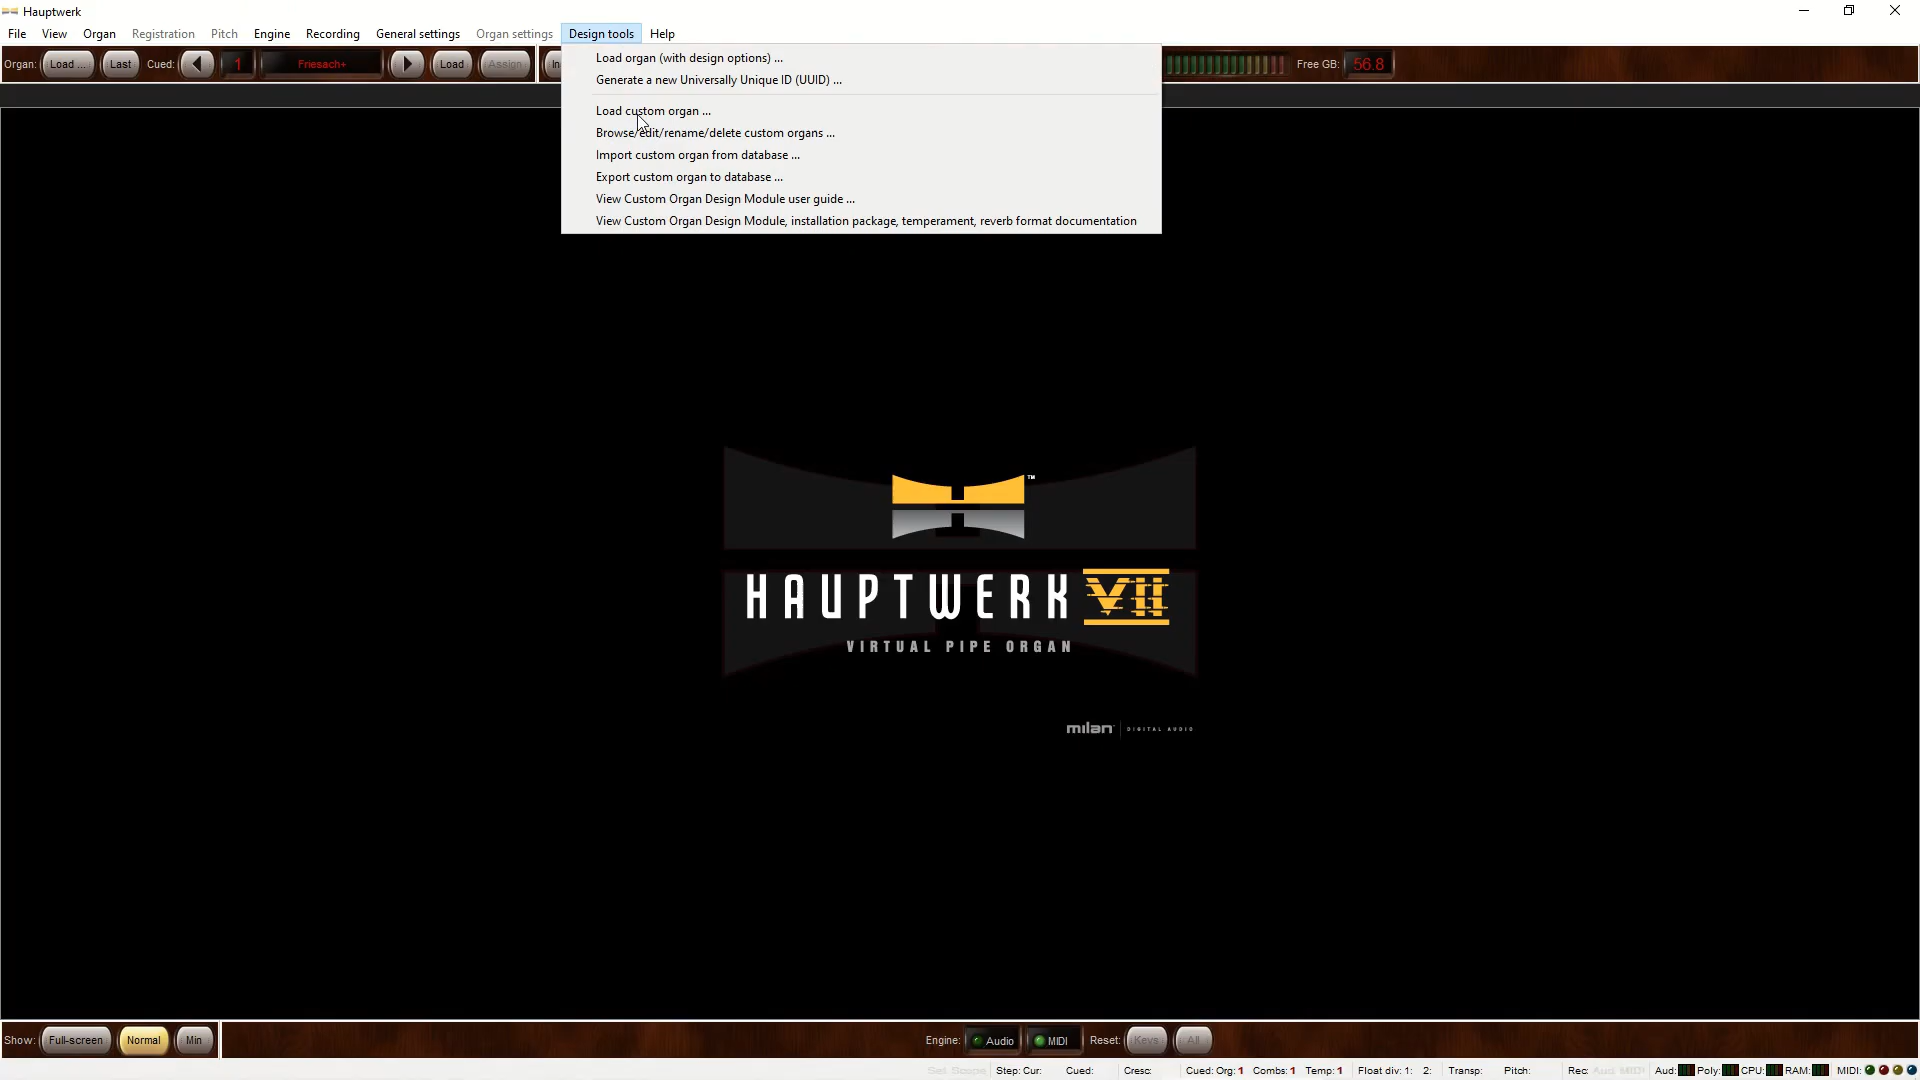 Hauptwerk
File View Organ Registration Pitch Engine Recording General settings Organ settings Design tools Help
Organ: Load ... Last Cued: 1 Friesach+ Load Assign In Free GB: 56.8
Load organ (with design options) ...
Generate a new Universally Unique ID (UUID) ...
Load custom organ ...
Browse/edit/rename/delete custom organs ...
Import custom organ from database ...
Export custom organ to database ...
View Custom Organ Design Module user guide ...
View Custom Organ Design Module, installation package, temperament, reverb format documentation
™
HAUPTWERK VII
VIRTUAL PIPE ORGAN
milan DIGITAL AUDIO
Show: Full-screen Normal Min Engine: Audio MIDI Reset: Keys All
Set Scope Step: Cur: Cued: Cresc: Cued: Org: 1 Combs: 1 Temp: 1 Float div: 1: 2: Transp: Pitch: Rec: Aud MIDI Aud: Poly: CPU: RAM: MIDI: